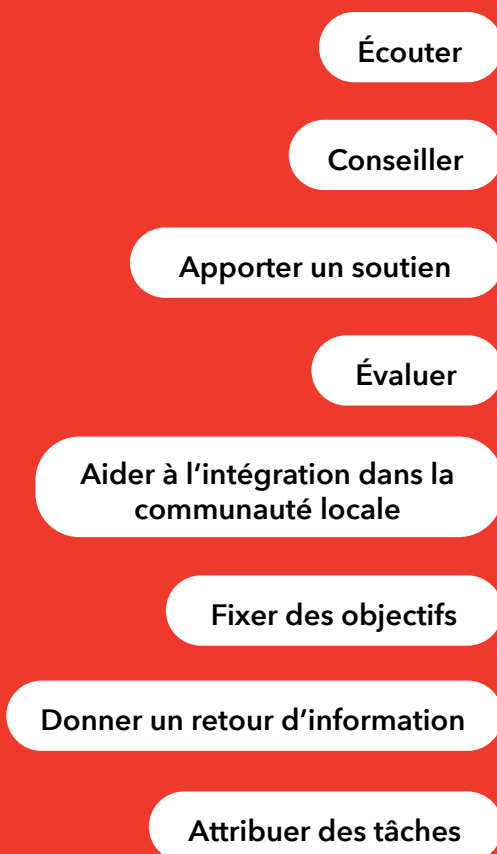 Écouter
Conseiller
Apporter un soutien
Évaluer
Aider à l’intégration dans la
communauté locale
Fixer des objectifs
Donner un retour d’information
Attribuer des tâches